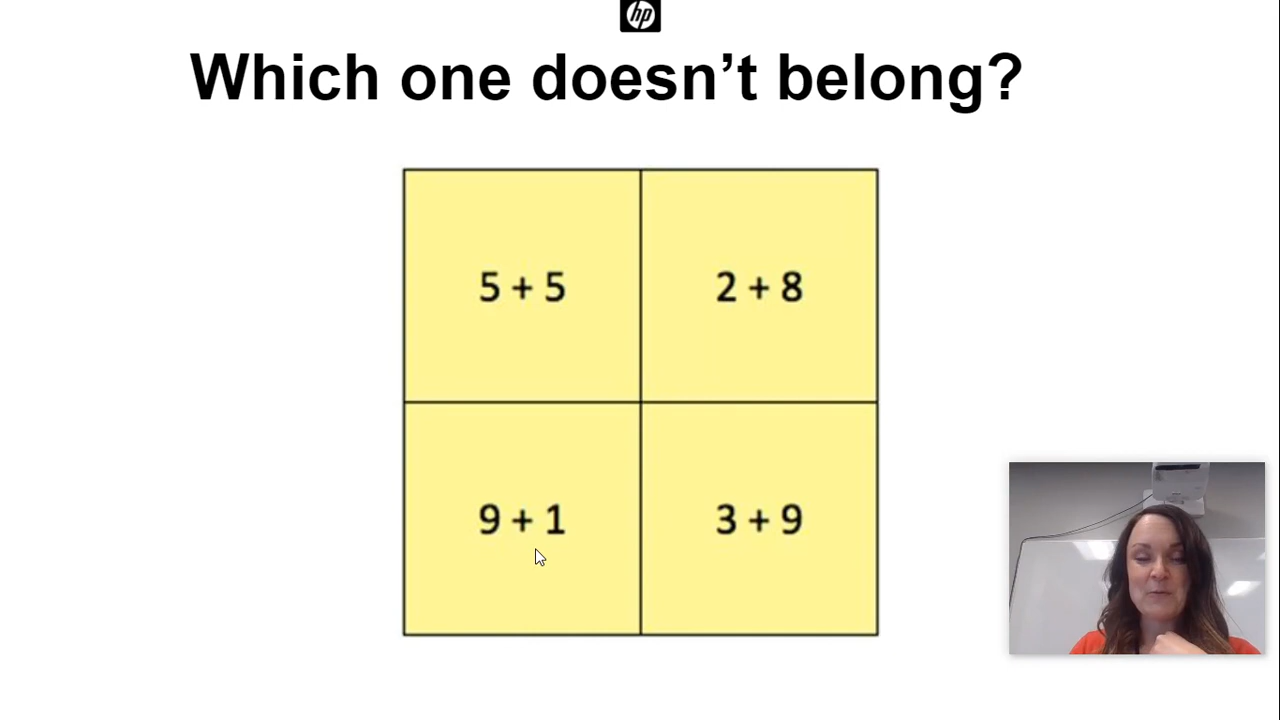 hp
Which one doesn’t belong?
5 + 5
2 + 8
9 + 1
3 + 9